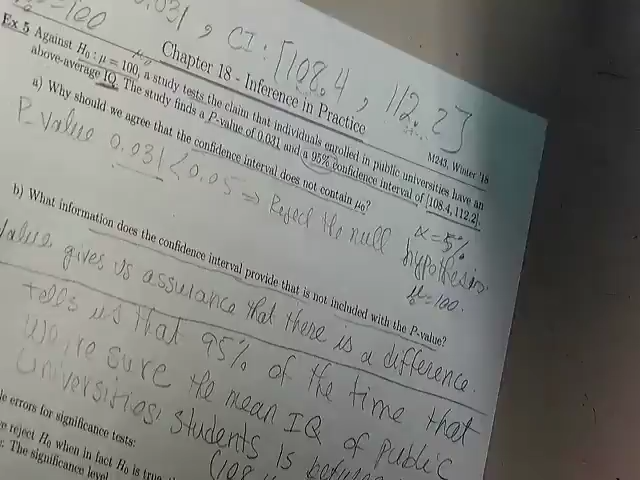 =100
0.031 , CI: [108.4 , 112.2]
Chapter 18 - Inference in Practice
M243, Winter '18
Ex 5 Against H₀ : μ = 100, a study tests the claim that individuals enrolled in public universities have an
above-average IQ. The study finds a P-value of 0.031 and a 95% confidence interval of [108.4, 112.2].
a) Why should we agree that the confidence interval does not contain μ₀?
α=5%
P-Value 0.031 < 0.05 ⇒ Reject the null hypothesis
μ₀=100.
b) What information does the confidence interval provide that is not included with the P-value?
Value gives us assurance that there is a difference.
tells us that 95% of the time that
we're sure the mean IQ of public
universities students is between
(108.4
errors for significance tests:
reject H₀ when in fact H₀ is true
: The significance level